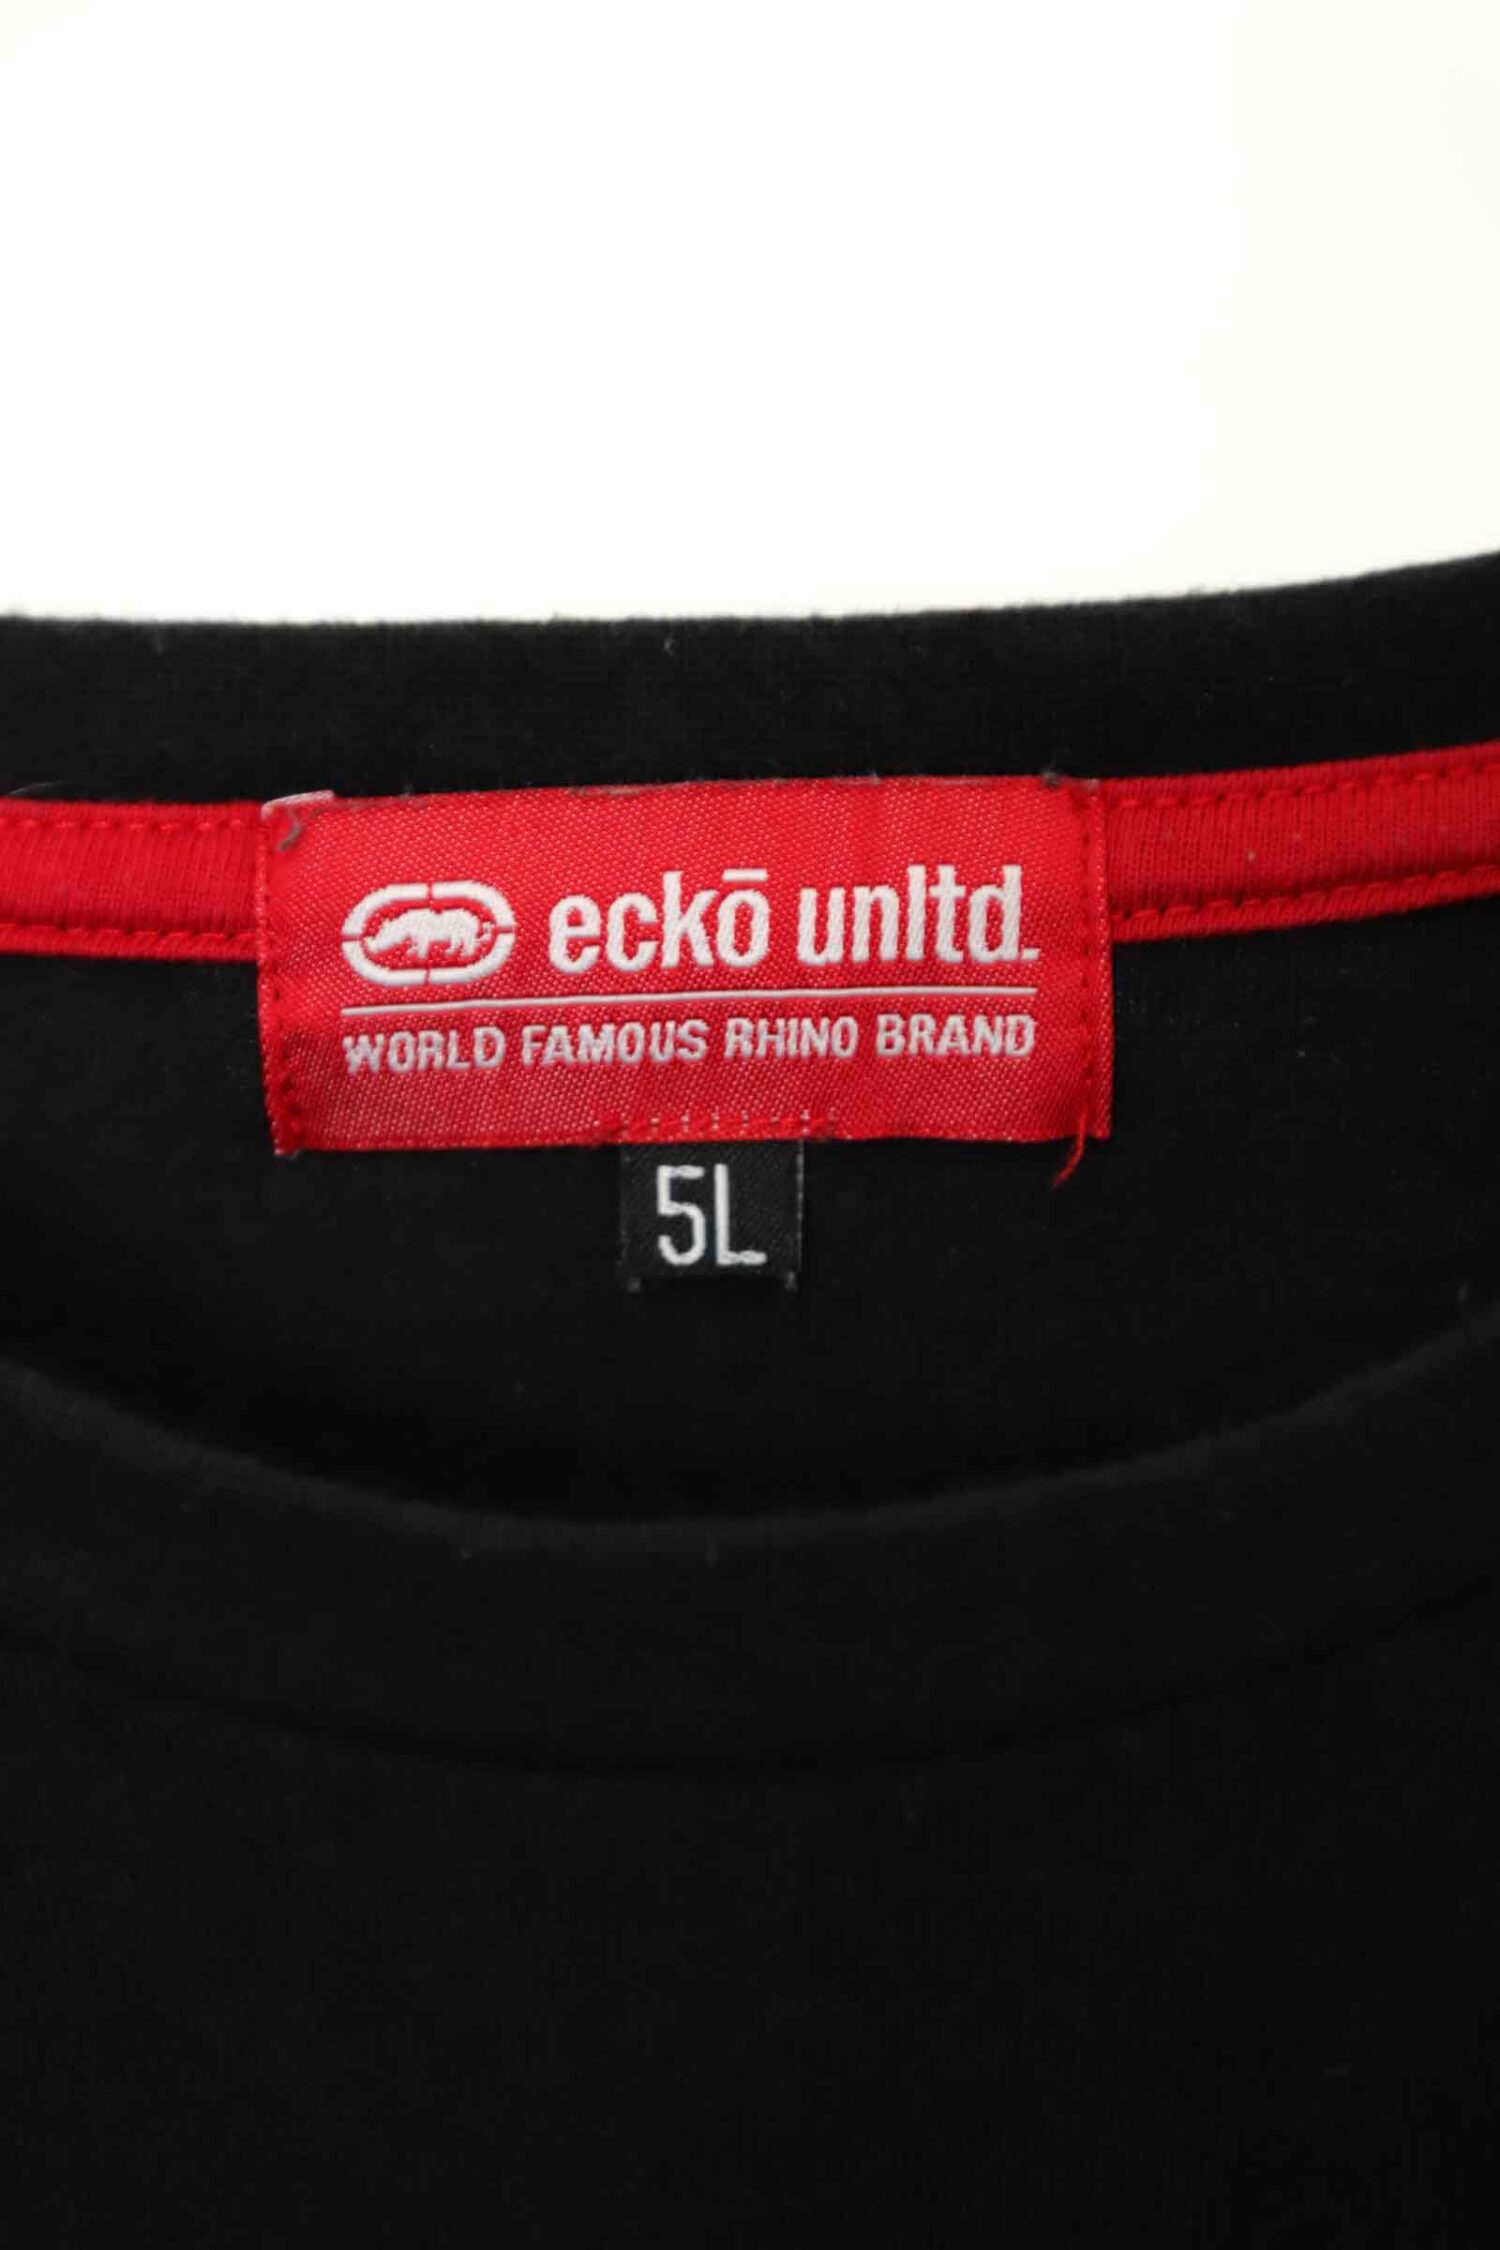 eckō unltd.
WORLD FAMOUS RHINO BRAND
5L